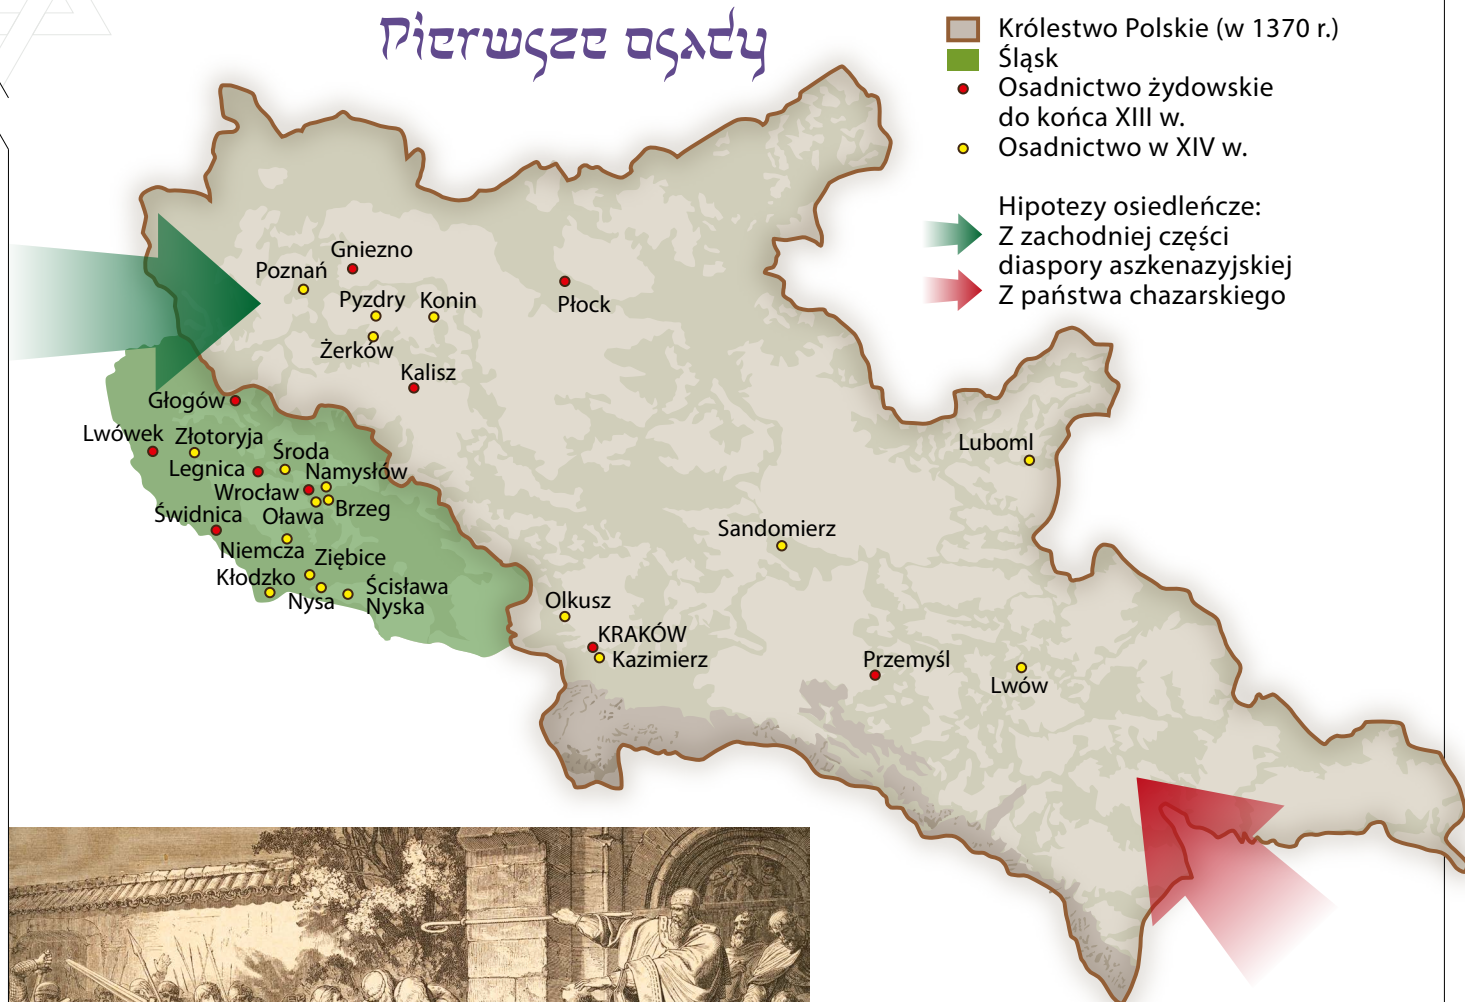 Pierwsze osady
Królestwo Polskie (w 1370 r.)
Śląsk
Osadnictwo żydowskie
do końca XIII w.
Osadnictwo w XIV w.
Hipotezy osiedleńcze:
Z zachodniej części
diaspory aszkenazyjskiej
Z państwa chazarskiego
Gniezno
Poznań
Pyzdry
Konin
Płock
Żerków
Kalisz
Głogów
Lwówek
Złotoryja
Środa
Legnica
Namysłów
Wrocław
Brzeg
Świdnica
Oława
Niemcza
Ziębice
Kłodzko
Ścisława
Nysa
Nyska
Luboml
Sandomierz
Olkusz
KRAKÓW
Kazimierz
Przemyśl
Lwów